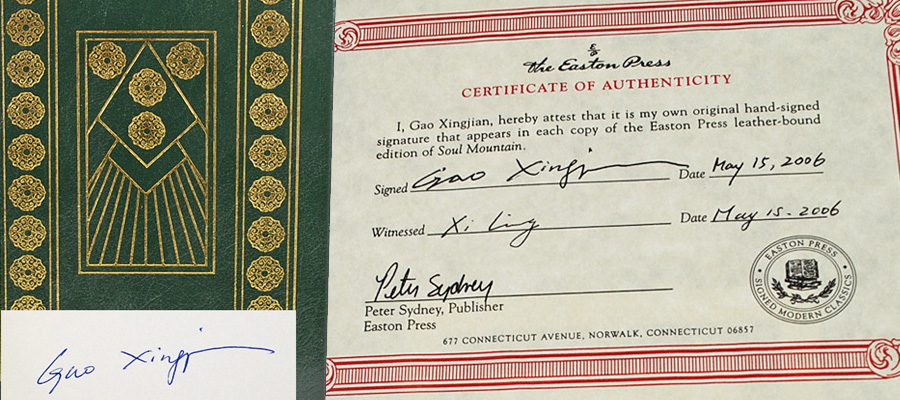 The Easton Press
CERTIFICATE OF AUTHENTICITY
I, Gao Xingjian, hereby attest that it is my own original hand-signed
signature that appears in each copy of the Easton Press leather-bound
edition of Soul Mountain.
Signed Gao Xingj Date May 15, 2006
Witnessed Xi Ling Date May 15-2006
Peter Sydney
Peter Sydney, Publisher
Easton Press
EASTON PRESS
SIGNED MODERN CLASSICS
677 CONNECTICUT AVENUE, NORWALK, CONNECTICUT 06857
Gao Xingj